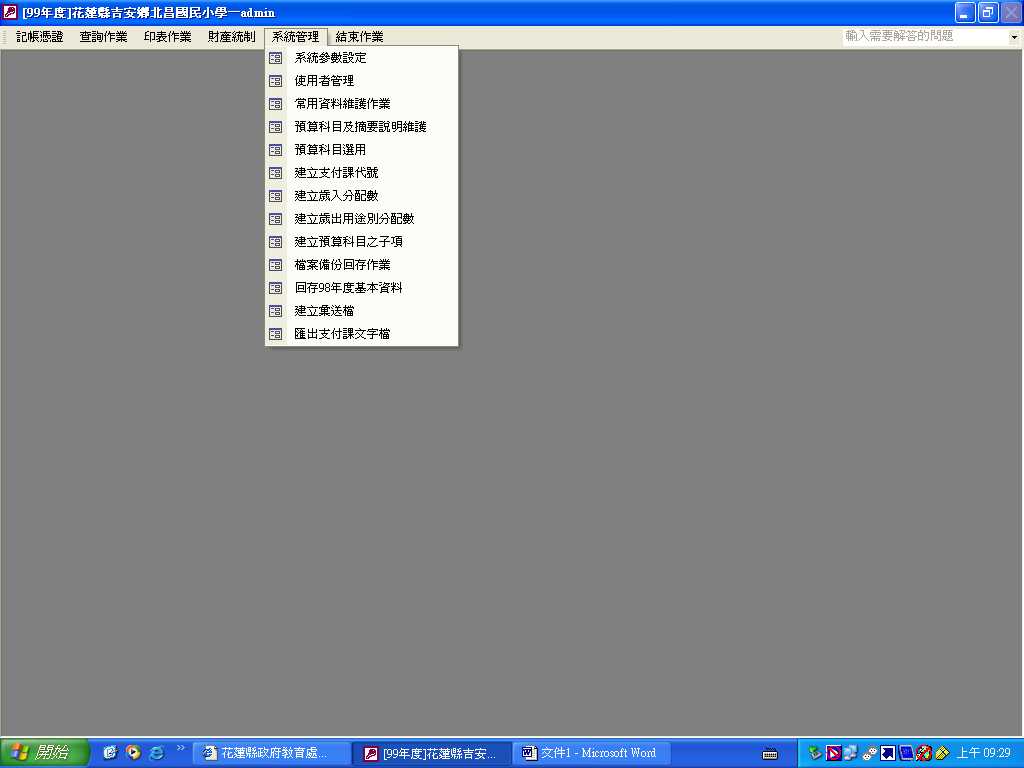 [99年度]花蓮縣吉安鄉北昌國民小學—admin
記帳憑證 查詢作業 印表作業 財產統制 系統管理 結束作業 輸入需要解答的問題
系統參數設定
使用者管理
常用資料維護作業
預算科目及摘要說明維護
預算科目選用
建立支付課代號
建立歲入分配數
建立歲出用途別分配數
建立預算科目之子項
檔案備份回存作業
回存98年度基本資料
建立彙送檔
匯出支付課文字檔
開始 花蓮縣政府教育處... [99年度]花蓮縣吉安... 文件1 - Microsoft Word 上午 09:29